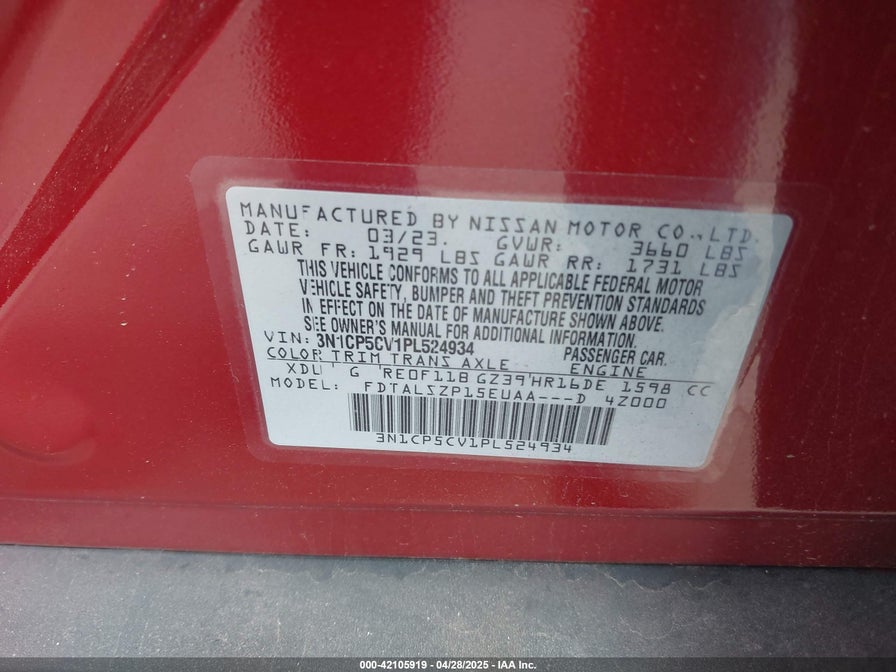 MANUFACTURED BY NISSAN MOTOR CO., LTD.
DATE: 03/23. GVWR: 3660 LBS
GAWR FR: 1929 LBS GAWR RR: 1731 LBS
THIS VEHICLE CONFORMS TO ALL APPLICABLE FEDERAL MOTOR
VEHICLE SAFETY, BUMPER AND THEFT PREVENTION STANDARDS
IN EFFECT ON THE DATE OF MANUFACTURE SHOWN ABOVE.
SEE OWNER'S MANUAL FOR ADDITIONAL INFORMATION.
VIN: 3N1CP5CV1PL524934 PASSENGER CAR.
COLOR TRIM TRANS AXLE ENGINE
G RE0F11B GZ39 HR16DE 1598 CC
MODEL: FDTALSZP15EUAA---D 4Z000
3N1CP5CV1PL524934
000-42105919 | 04/28/2025 | IAA Inc.